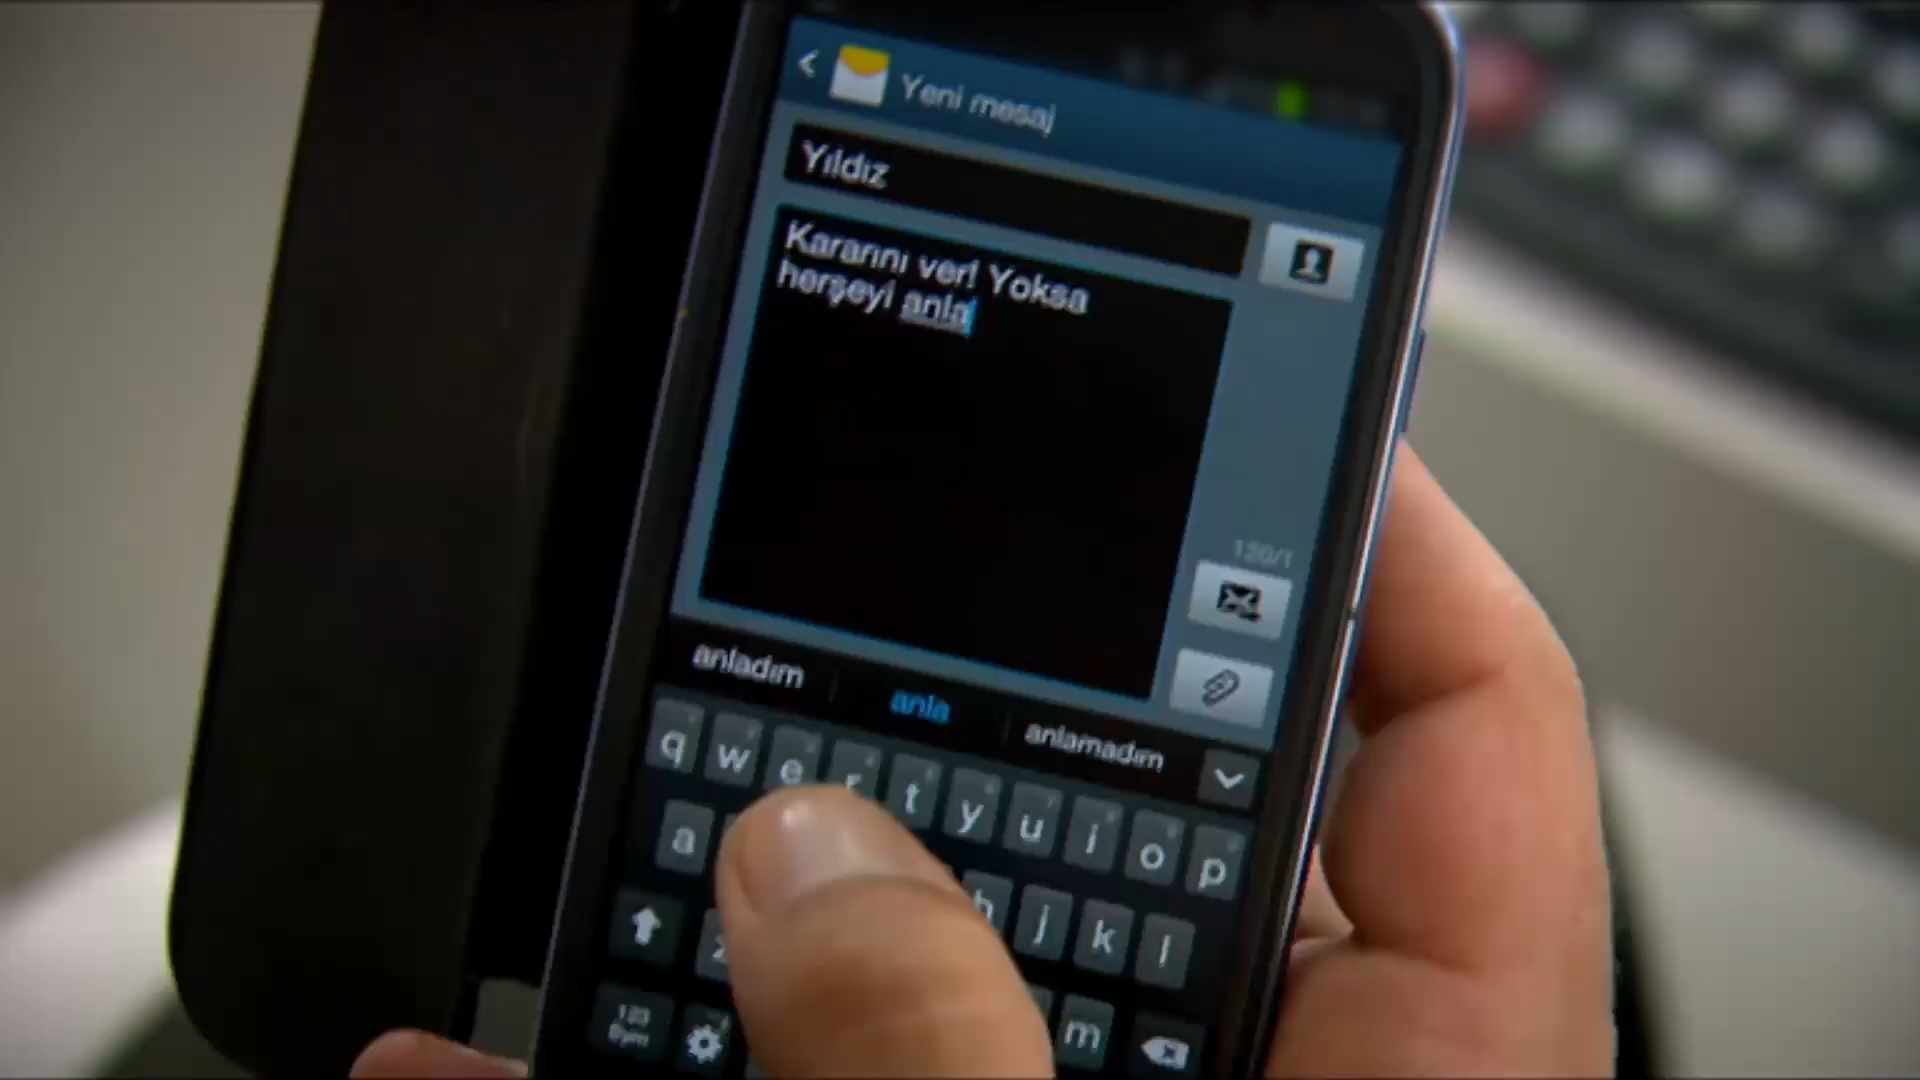 Yeni mesaj
Yıldız
Kararını ver! Yoksa
herşeyi anla
anladım anla anlamadım
q w e r t y u i o p
a h j k l
z m